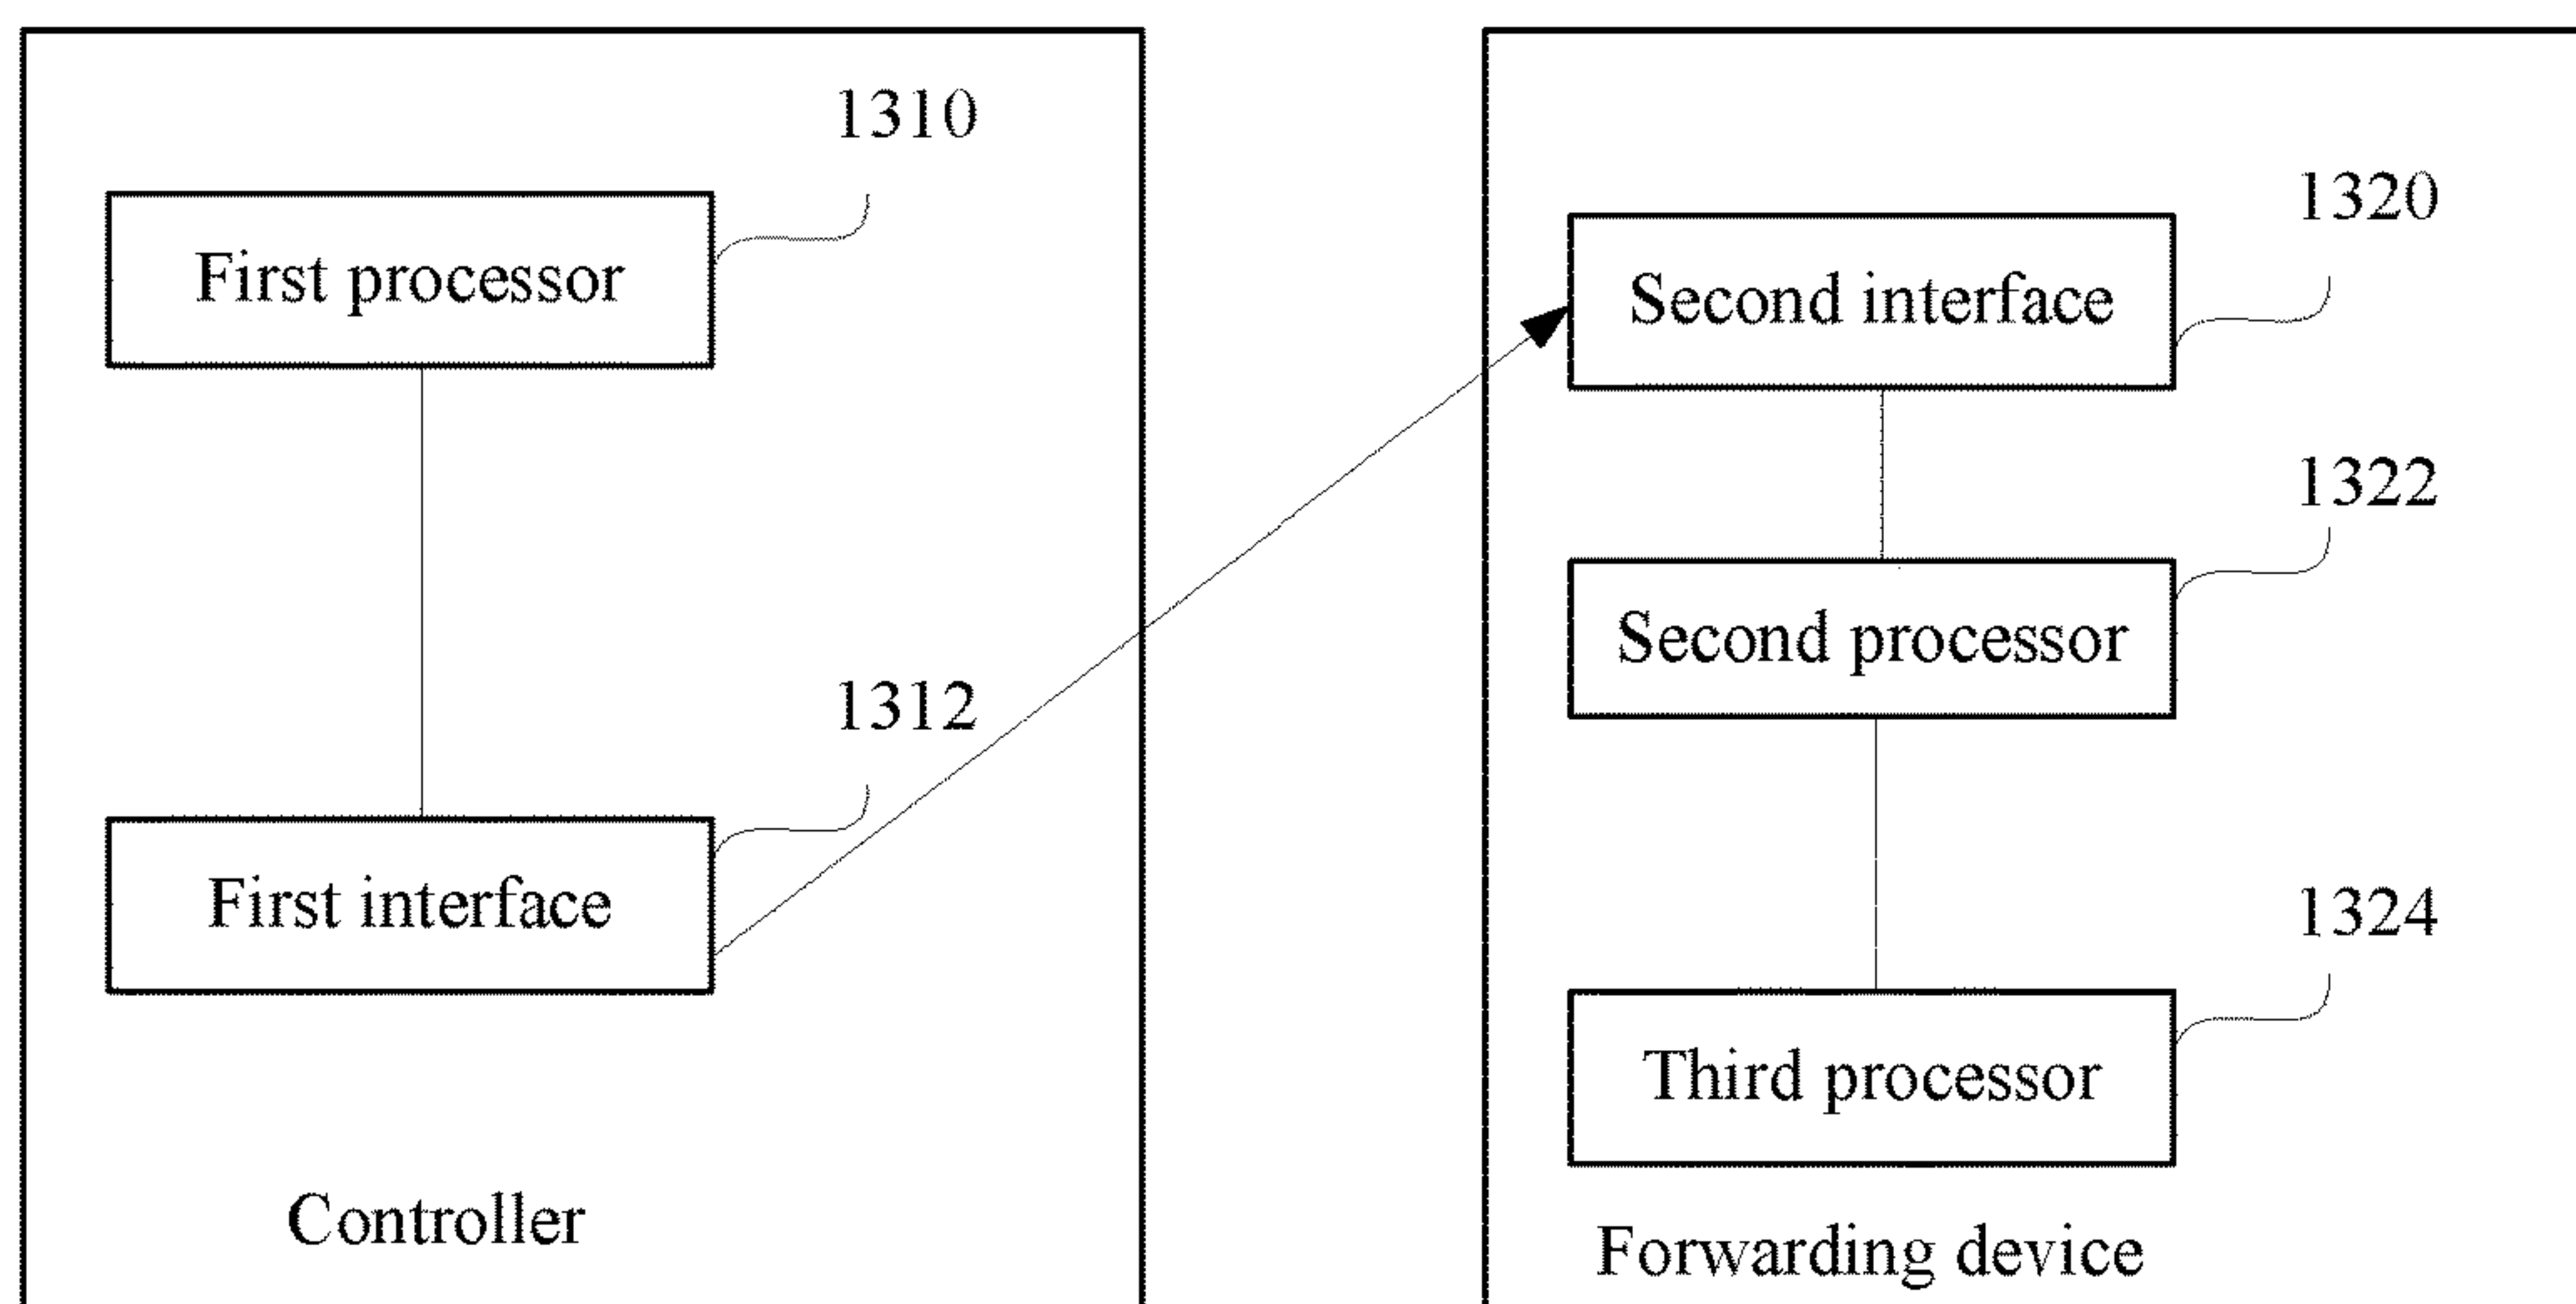 1310
First processor
1312
First interface
Controller
1320
Second interface
1322
Second processor
1324
Third processor
Forwarding device